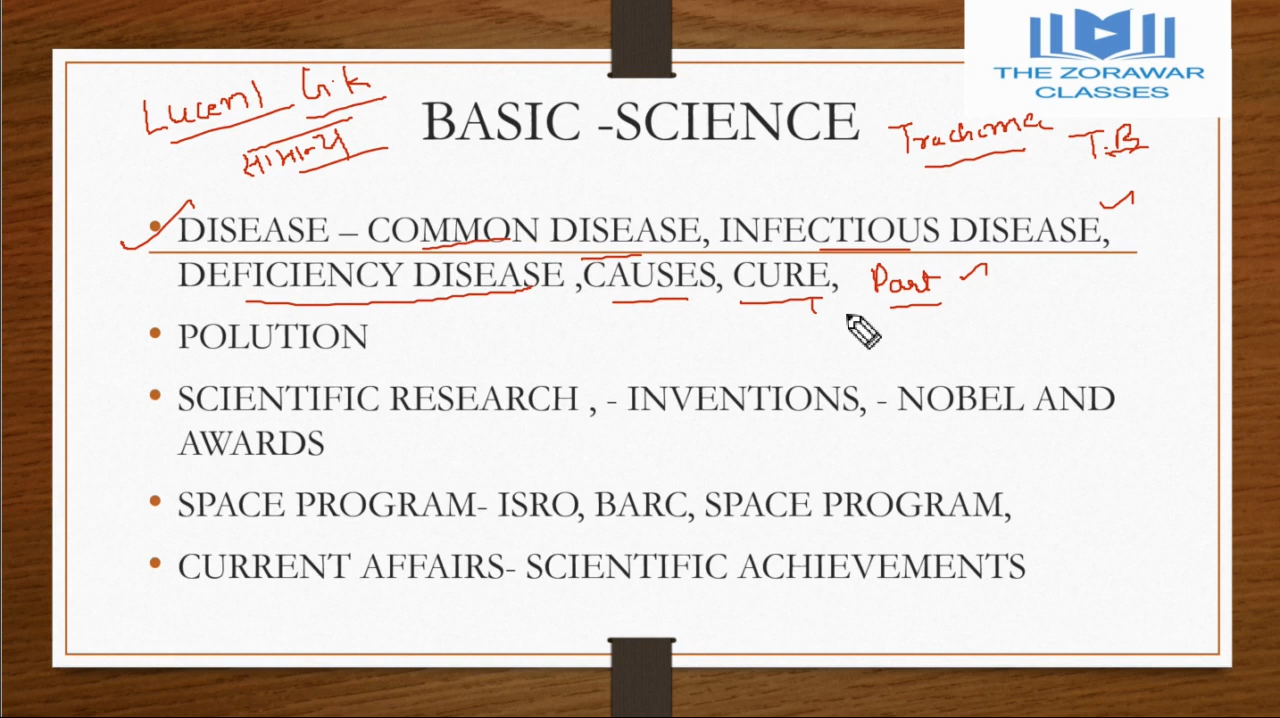 THE ZORAWAR
CLASSES
Lucent G.K
BASIC -SCIENCE
Trachoma T.B
• DISEASE – COMMON DISEASE, INFECTIOUS DISEASE,
DEFICIENCY DISEASE ,CAUSES, CURE, Part
• POLUTION
• SCIENTIFIC RESEARCH , - INVENTIONS, - NOBEL AND
AWARDS
• SPACE PROGRAM- ISRO, BARC, SPACE PROGRAM,
• CURRENT AFFAIRS- SCIENTIFIC ACHIEVEMENTS